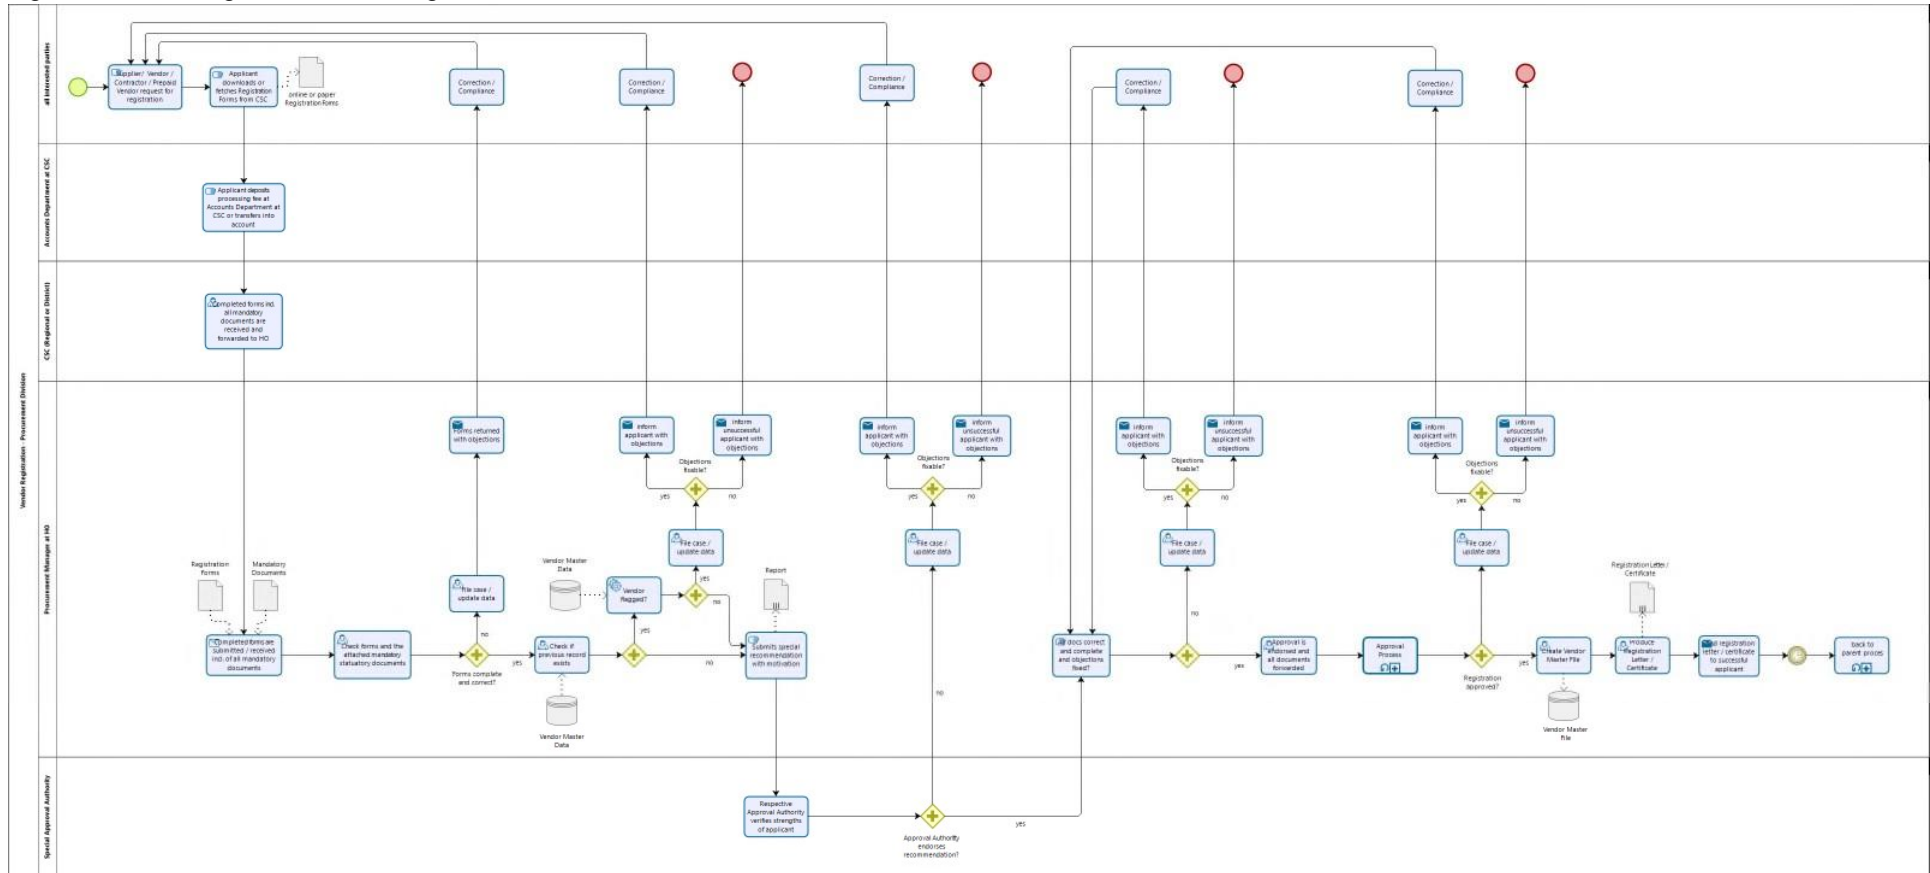 Vendor Registration - Procurement Division
all interested parties
Supplier/ Vendor /
Contractor / Prepaid
Vendor request for
registration
Applicant
downloads or
fetches Registration
Forms from CSC
online or paper
Registration Forms
Correction /
Compliance
Correction /
Compliance
Correction /
Compliance
Correction /
Compliance
Correction /
Compliance
Accounts Department at CSC
Applicant deposits
processing fee at
Accounts Department at
CSC or transfers into
account
CSC (Regional or District)
Completed forms incl.
all mandatory
documents are
received and
forwarded to HO
Procurement Manager at HO
Forms returned
with objections
inform
applicant with
objections
inform
unsuccessful
applicant with
objections
Objections
fixable?
yes
no
inform
applicant with
objections
inform
unsuccessful
applicant with
objections
Objections
fixable?
yes
no
inform
applicant with
objections
inform
unsuccessful
applicant with
objections
Objections
fixable?
yes
no
inform
applicant with
objections
inform
unsuccessful
applicant with
objections
Objections
fixable?
yes
no
File case /
update data
File case /
update data
File case /
update data
File case /
update data
File case /
update data
Registration
Forms
Mandatory
Documents
Vendor Master
Data
Vendor
flagged?
yes
no
Report
Registration Letter /
Certificate
Completed forms are
submitted / received
incl. of all mandatory
documents
Check forms and the
attached mandatory
statuatory documents
no
yes
Forms complete
and correct?
Check if
previous record
exists
yes
no
Vendor Master
Data
Submits special
recommendation
with motivation
no
docs correct
and complete
and objections
fixed?
no
yes
Approval is
endorsed and
all documents
forwarded
Approval
Process
yes
Registration
approved?
Create Vendor
Master File
Vendor Master
File
Produce
Registration
Letter /
Certificate
registration
letter / certificate
to successful
applicant
back to
parent proces
Special Approval Authority
Respective
Approval Authority
verifies strengths
of applicant
yes
Approval Authority
endorses
recommendation?